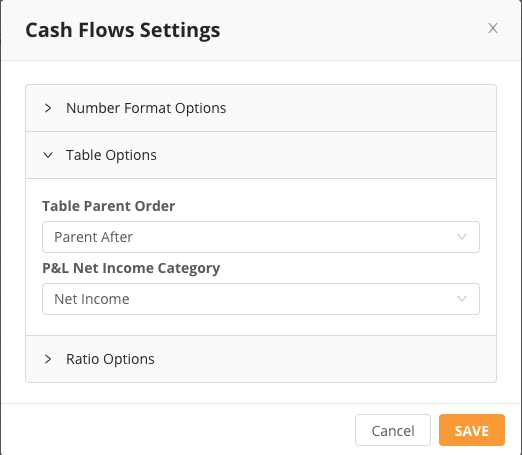 Cash Flows Settings
Number Format Options
Table Options
Table Parent Order
Parent After
P&L Net Income Category
Net Income
Ratio Options
Cancel SAVE